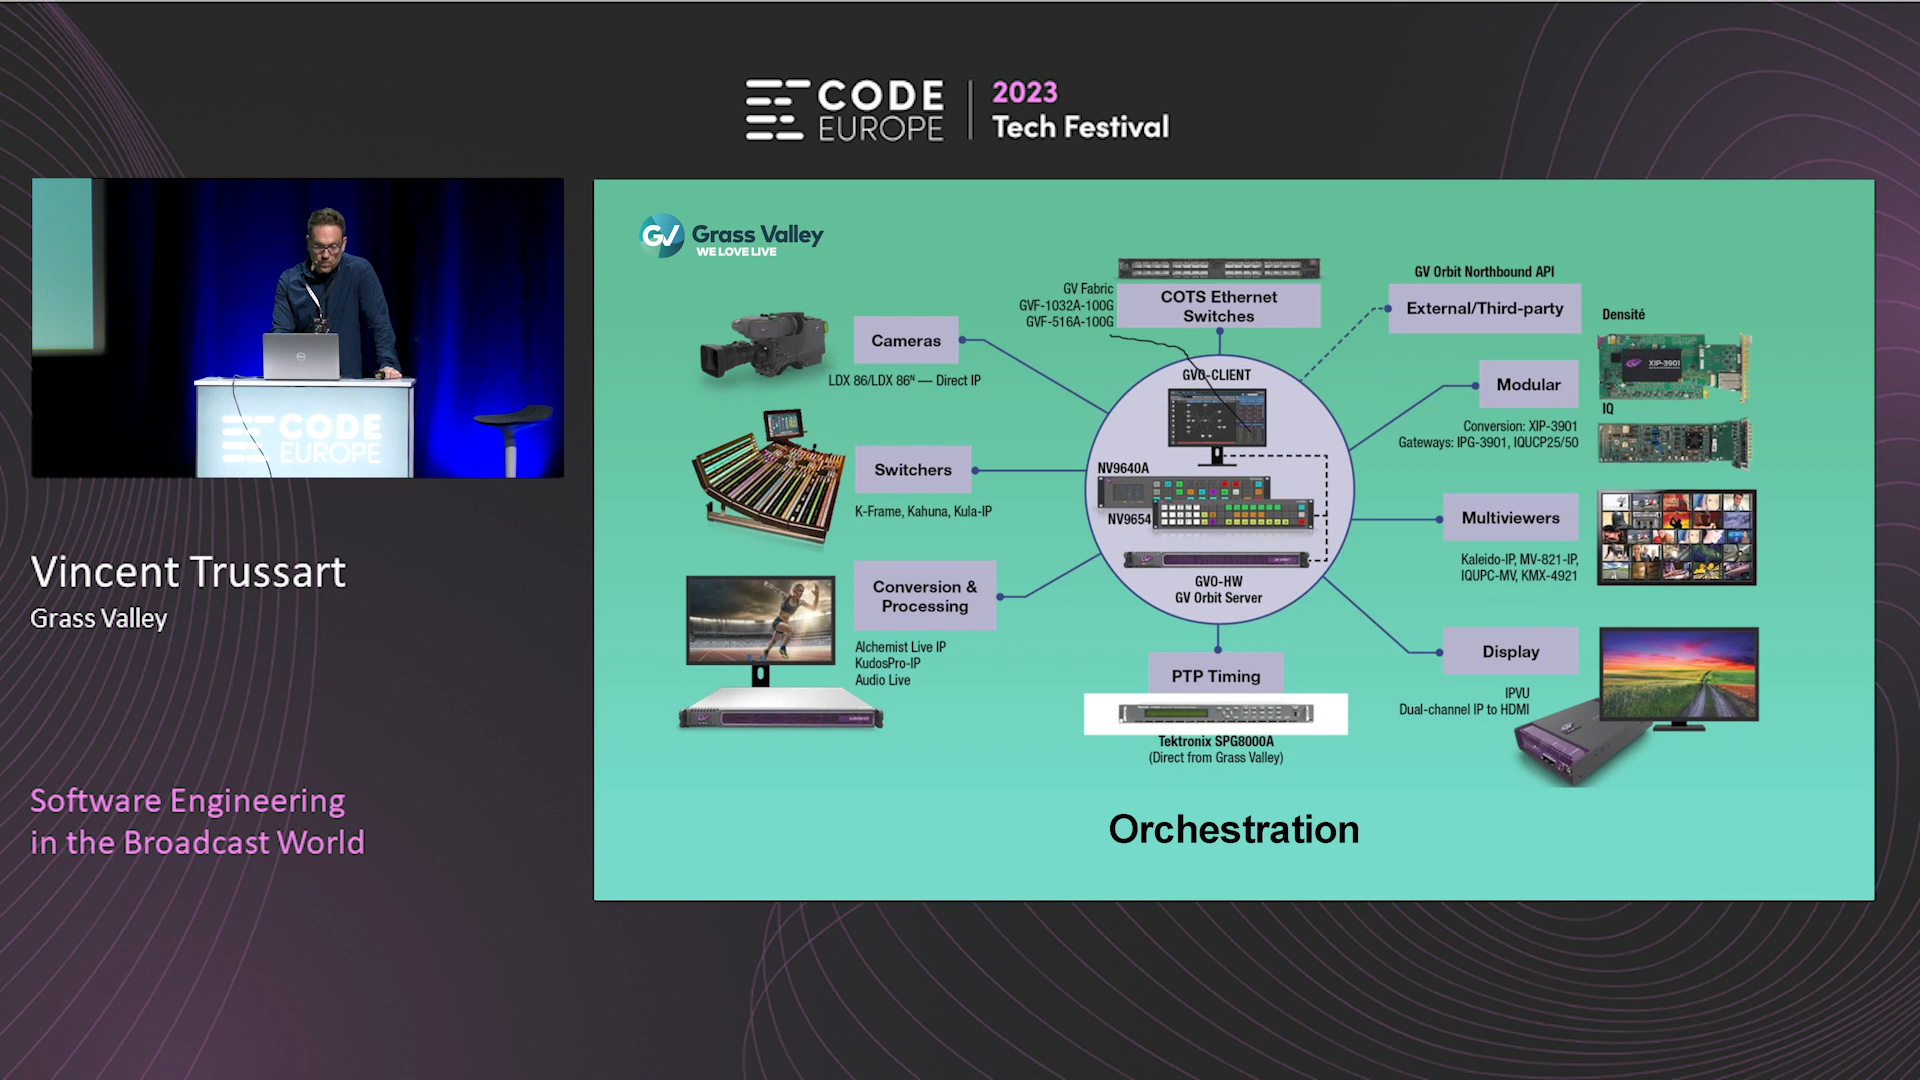 CODE
EUROPE
2023
Tech Festival
CODE
EUROPE
Vincent Trussart
Grass Valley
Software Engineering
in the Broadcast World
GV
Grass Valley
WE LOVE LIVE
GV Fabric
GVF-1032A-100G
GVF-516A-100G
COTS Ethernet
Switches
GV Orbit Northbound API
External/Third-party
Cameras
LDX 86/LDX 86ᴺ — Direct IP
Densité
XIP-3901
Modular
IQ
Conversion: XIP-3901
Gateways: IPG-3901, IQUCP25/50
GVO-CLIENT
Switchers
K-Frame, Kahuna, Kula-IP
NV9640A
NV9654
GVO-HW
GV Orbit Server
Multiviewers
Kaleido-IP, MV-821-IP,
IQUPC-MV, KMX-4921
Conversion &
Processing
Alchemist Live IP
KudosPro-IP
Audio Live
PTP Timing
Tektronix SPG8000A
(Direct from Grass Valley)
Display
IPVU
Dual-channel IP to HDMI
Orchestration